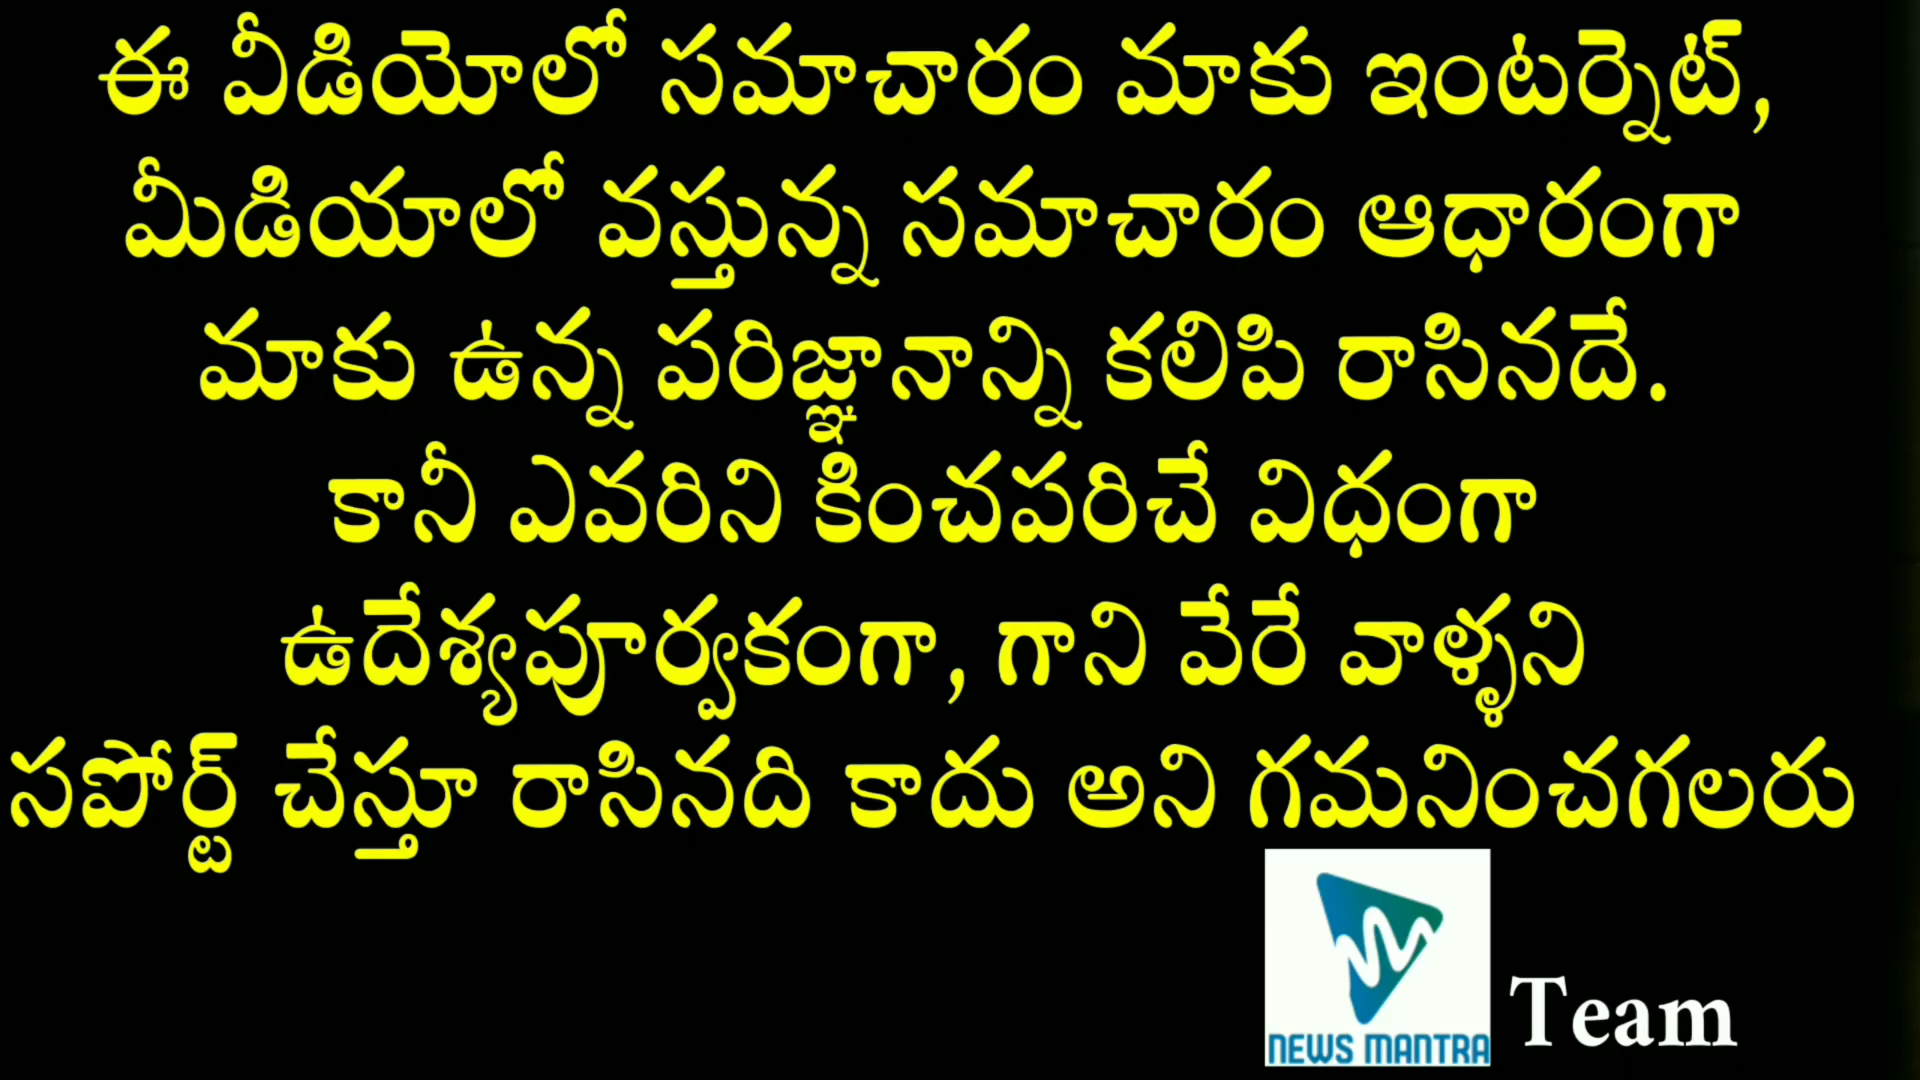 ఈ వీడియోలో సమాచారం మాకు ఇంటర్నెట్,
మీడియాలో వస్తున్న సమాచారం ఆధారంగా
మాకు ఉన్న పరిజ్ఞానాన్ని కలిపి రాసినదే.
కానీ ఎవరిని కించపరిచే విధంగా
ఉదేశ్యపూర్వకంగా, గాని వేరే వాళ్ళని
సపోర్ట్ చేస్తూ రాసినది కాదు అని గమనించగలరు
NEWS MANTRA Team